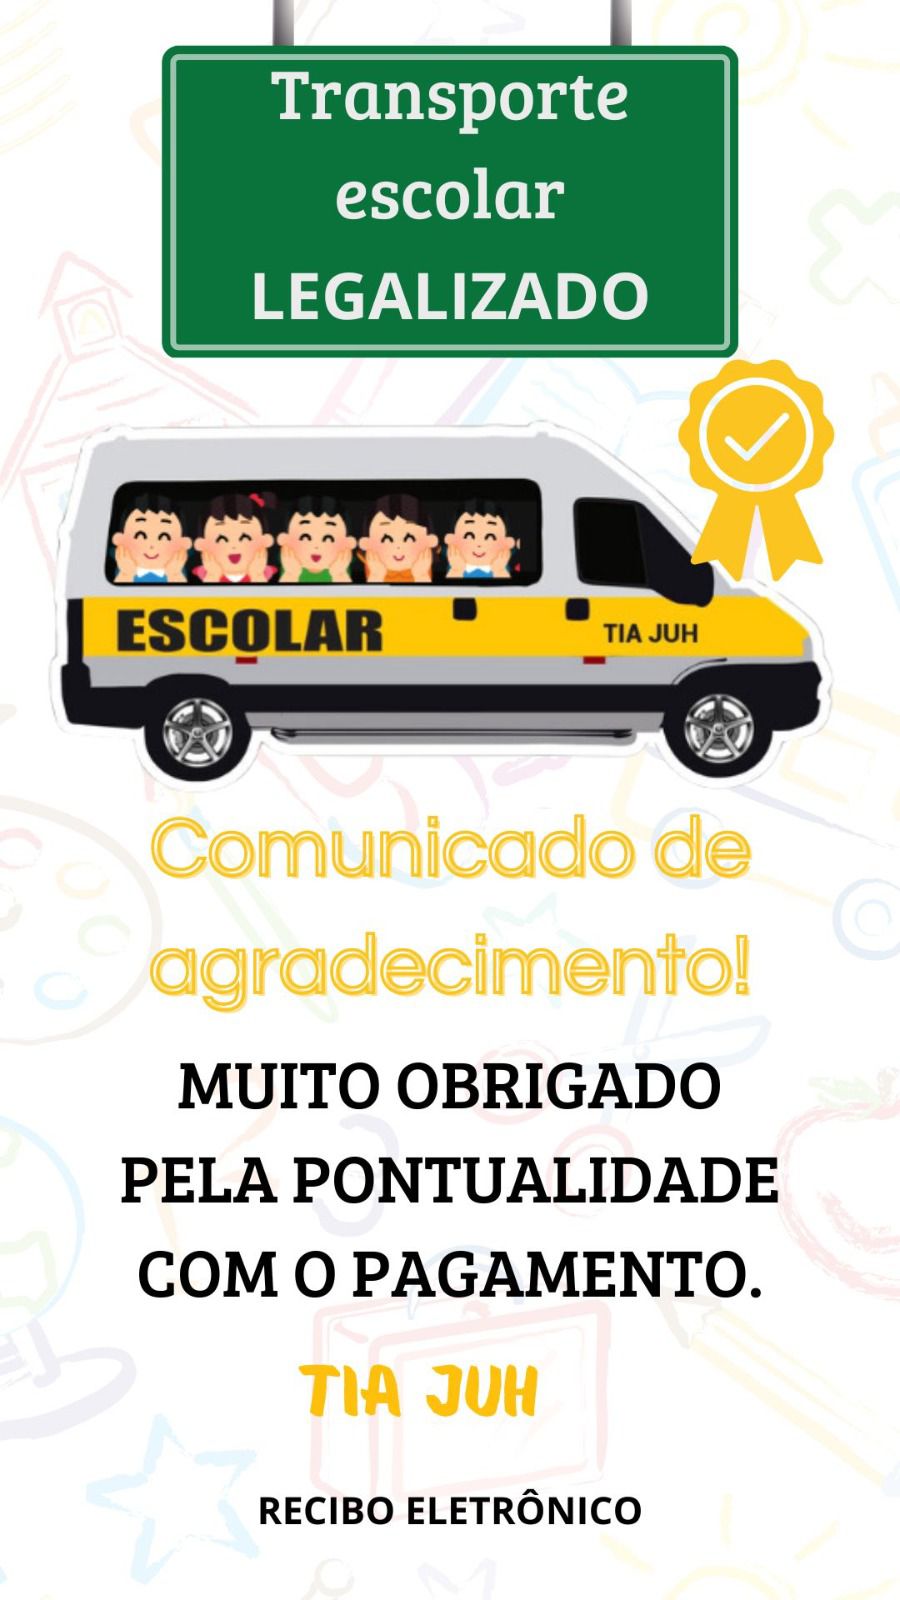 Transporte
escolar
LEGALIZADO
ESCOLAR
TIA JUH
Comunicado de
agradecimento!
MUITO OBRIGADO
PELA PONTUALIDADE
COM O PAGAMENTO.
TIA JUH
RECIBO ELETRÔNICO